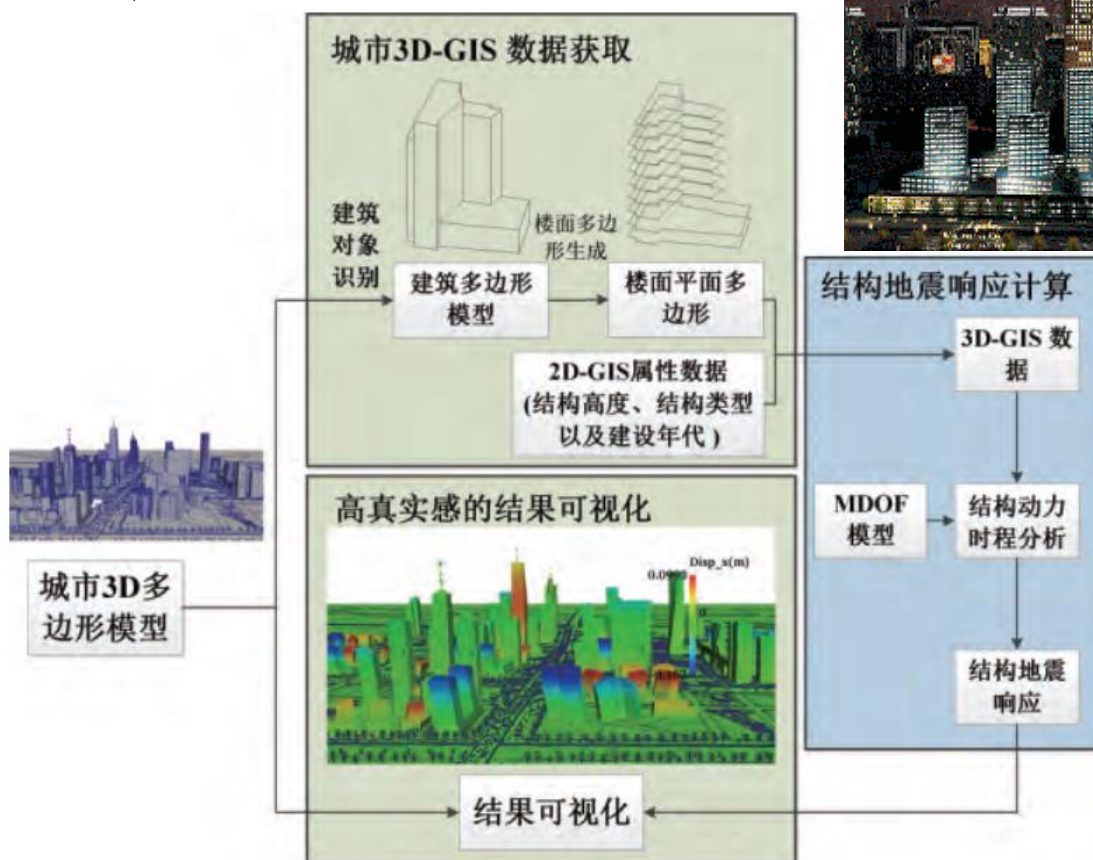 城市3D-GIS 数据获取
建筑
对象
识别
楼面多边
形生成
建筑多边形
模型
楼面平面多
边形
2D-GIS属性数据
(结构高度、结构类型
以及建设年代 )
结构地震响应计算
3D-GIS 数
据
MDOF
模型
结构动力
时程分析
结构地震
响应
城市3D多
边形模型
高真实感的结果可视化
Disp_x(m)
0
结果可视化